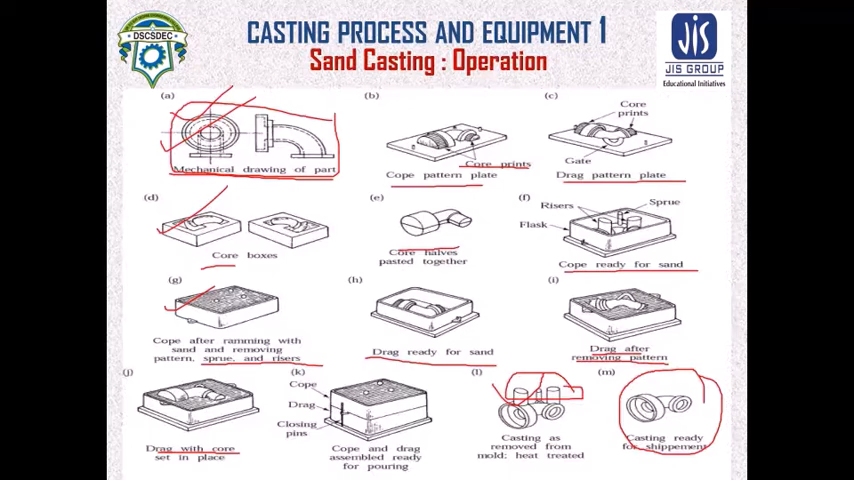 DSCSDEC
CASTING PROCESS AND EQUIPMENT 1
Sand Casting : Operation
JIS
JIS GROUP
Educational Initiatives
(a)
Mechanical drawing of part
(b)
Core prints
Cope pattern plate
(c)
Core
prints
Gate
Drag pattern plate
(d)
Core boxes
(e)
Core halves
pasted together
(f)
Risers
Sprue
Flask
Cope ready for sand
(g)
Cope after ramming with
sand and removing
pattern, sprue, and risers
(h)
Drag ready for sand
(i)
Drag after
removing pattern
(j)
Drag with core
set in place
(k)
Cope
Drag
Closing
pins
Cope and drag
assembled ready
for pouring
(l)
Casting as
removed from
mold; heat treated
(m)
Casting ready
for shippement